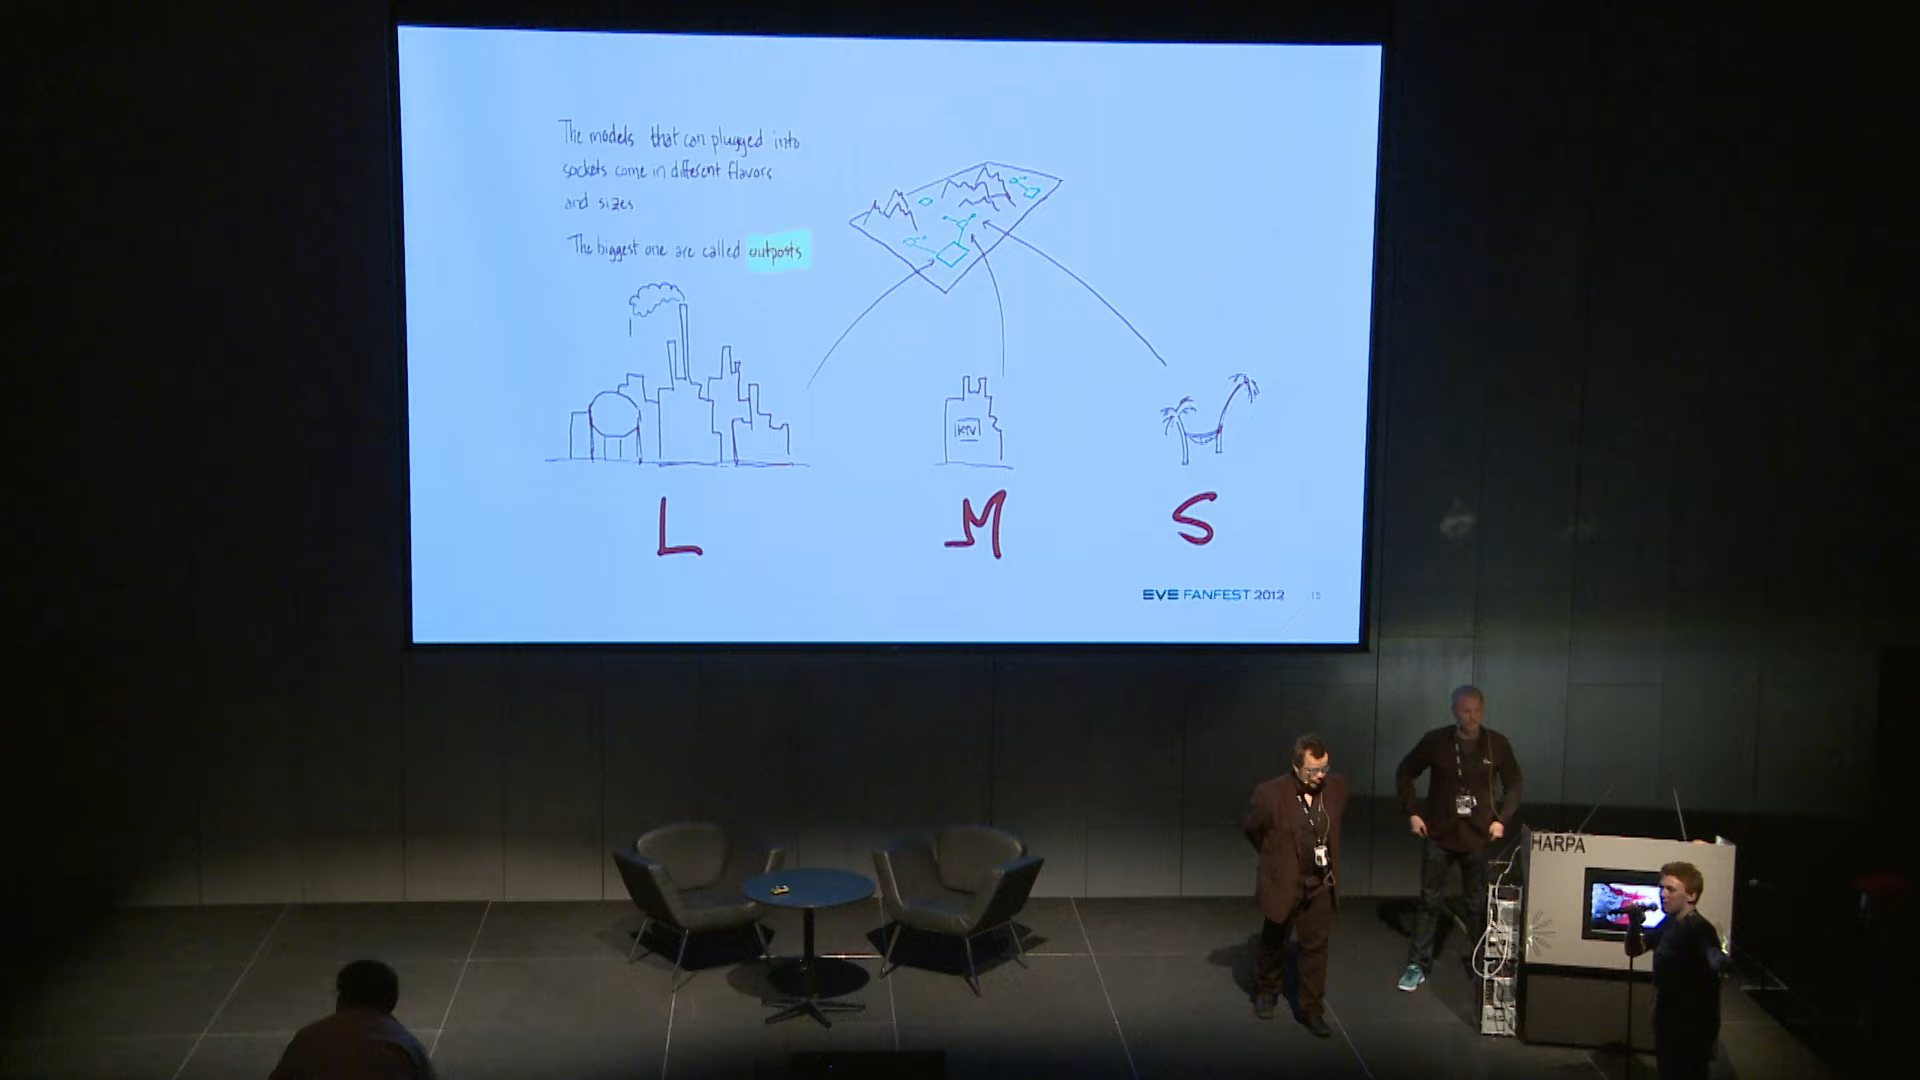 The models that can plugged into
sockets come in different flavors
and sizes
The biggest one are called outposts
KTV
L M S
EVE FANFEST 2012 15
HARPA